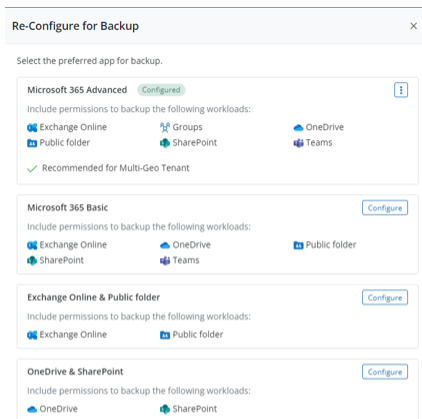 Re-Configure for Backup
Select the preferred app for backup.
Microsoft 365 Advanced Configured
Include permissions to backup the following workloads:
Exchange Online Groups OneDrive
Public folder SharePoint Teams
Recommended for Multi-Geo Tenant
Microsoft 365 Basic Configure
Include permissions to backup the following workloads:
Exchange Online OneDrive Public folder
SharePoint Teams
Exchange Online & Public folder Configure
Include permissions to backup the following workloads:
Exchange Online Public folder
OneDrive & SharePoint Configure
Include permissions to backup the following workloads:
OneDrive SharePoint